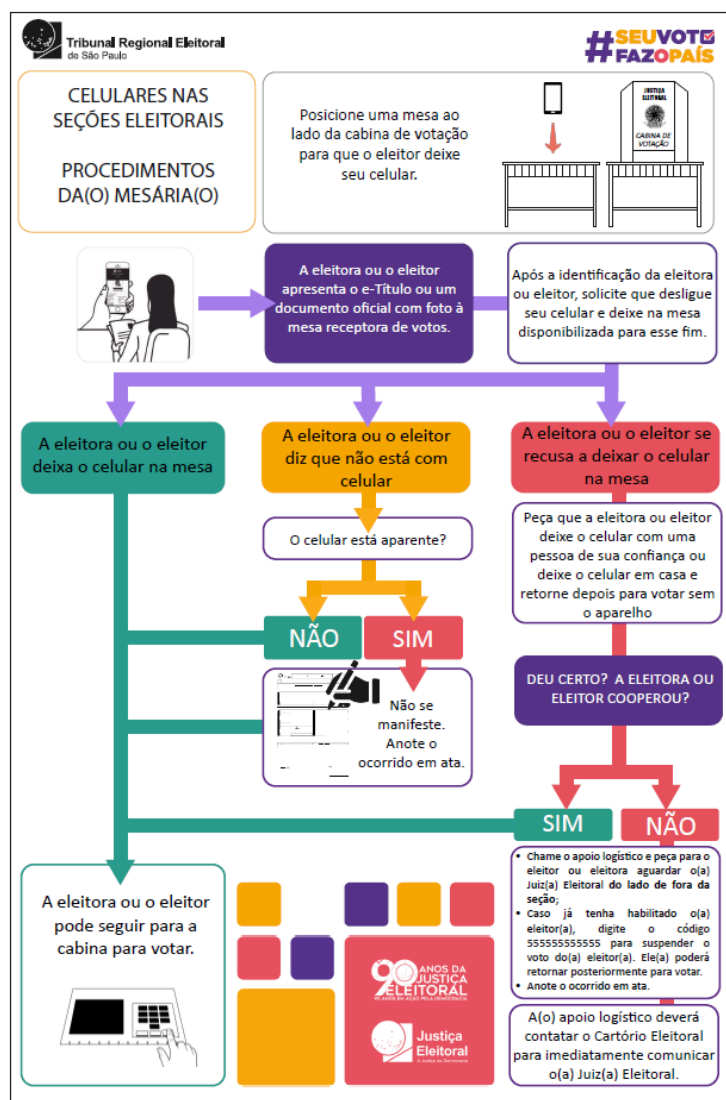 Tribunal Regional Eleitoral
de São Paulo
#SEUVOTO
FAZOPAÍS
CELULARES NAS
SEÇÕES ELEITORAIS
PROCEDIMENTOS
DA(O) MESÁRIA(O)
Posicione uma mesa ao
lado da cabina de votação
para que o eleitor deixe
seu celular.
JUSTIÇA
ELEITORAL
CABINA DE
VOTAÇÃO
A eleitora ou o eleitor
apresenta o e-Título ou um
documento oficial com foto à
mesa receptora de votos.
Após a identificação da eleitora
ou eleitor, solicite que desligue
seu celular e deixe na mesa
disponibilizada para esse fim.
A eleitora ou o eleitor
deixa o celular na mesa
A eleitora ou o eleitor
diz que não está com
celular
A eleitora ou o eleitor se
recusa a deixar o celular
na mesa
O celular está aparente?
Peça que a eleitora ou eleitor
deixe o celular com uma
pessoa de sua confiança ou
deixe o celular em casa e
retorne depois para votar sem
o aparelho
NÃO
SIM
Não se
manifeste.
Anote o
ocorrido em ata.
DEU CERTO? A ELEITORA OU
ELEITOR COOPEROU?
SIM
NÃO
• Chame o apoio logístico e peça para o
eleitor ou eleitora aguardar o(a) Juiz(a) Eleitoral do lado de fora da
seção;
• Caso já tenha habilitado o(a)
eleitor(a), digite o código
555555555555 para suspender o
voto do(a) eleitor(a). Ele(a) poderá
retornar posteriormente para votar.
• Anote o ocorrido em ata.
A(o) apoio logístico deverá
contatar o Cartório Eleitoral
para imediatamente comunicar
o(a) Juiz(a) Eleitoral.
A eleitora ou o eleitor
pode seguir para a
cabina para votar.
90 ANOS DA
JUSTIÇA
ELEITORAL
90 ANOS EM AÇÃO PELA DEMOCRACIA
Justiça
Eleitoral
A Justiça da Democracia